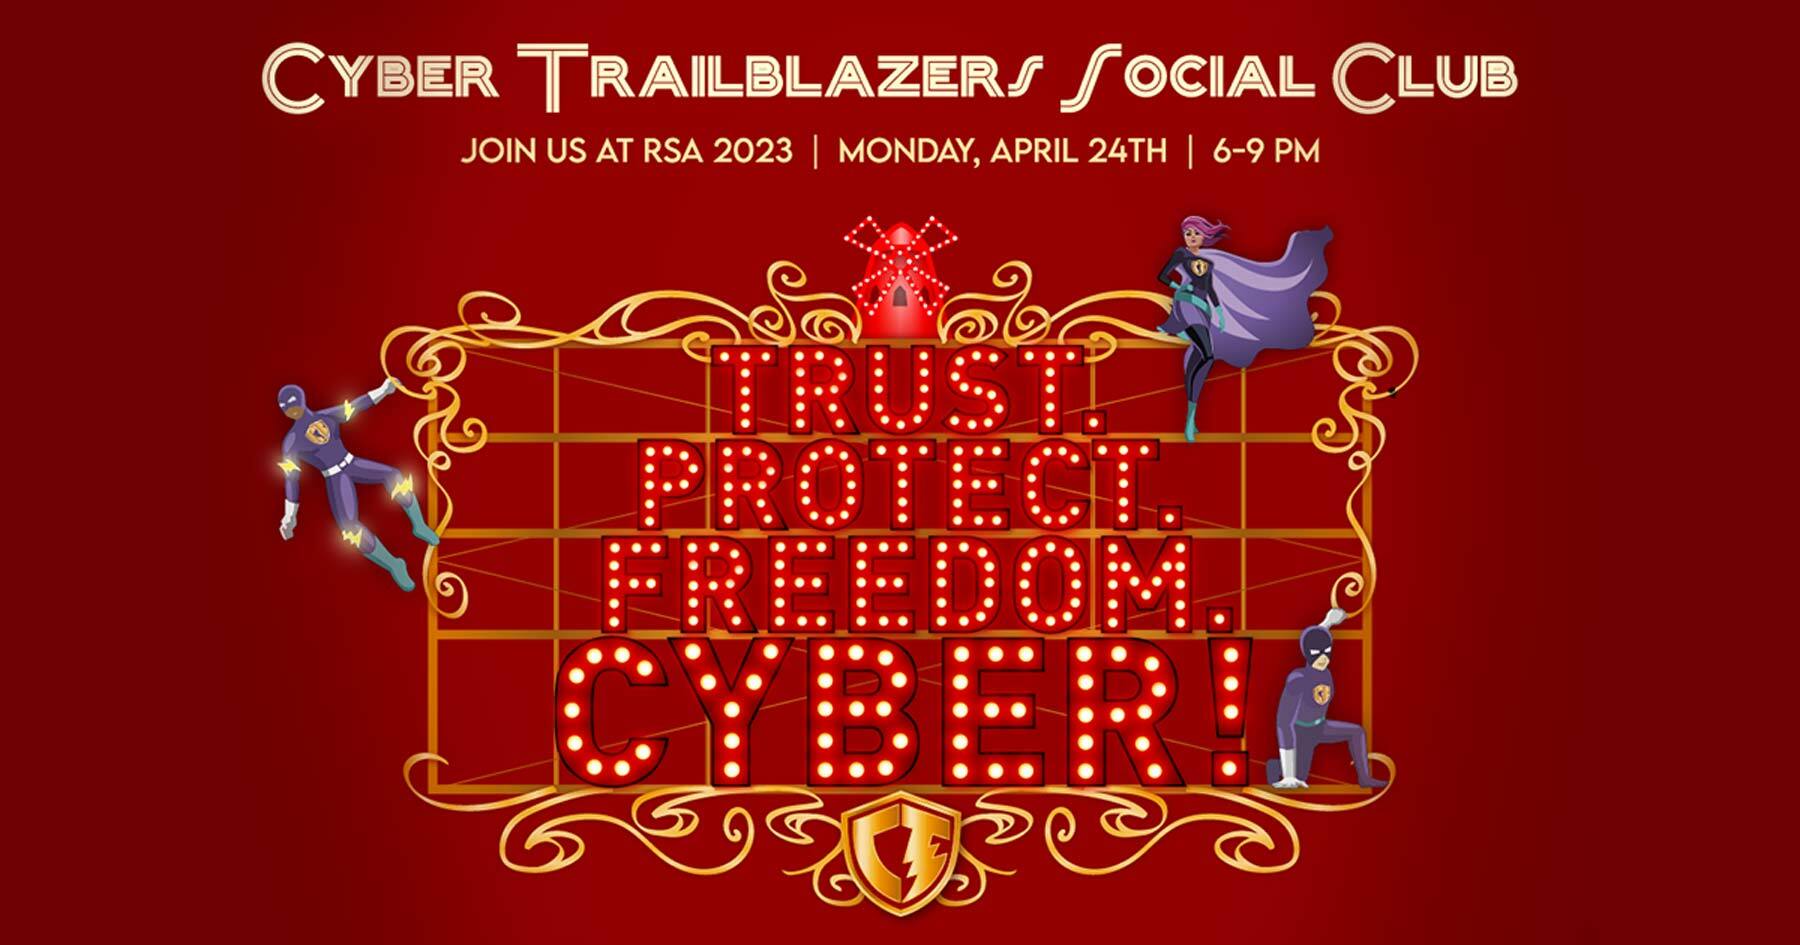 CYBER TRAILBLAZERS SOCIAL CLUB
JOIN US AT RSA 2023 | MONDAY, APRIL 24TH | 6-9 PM
TRUST.
PROTECT.
FREEDOM.
CYBER!
CE